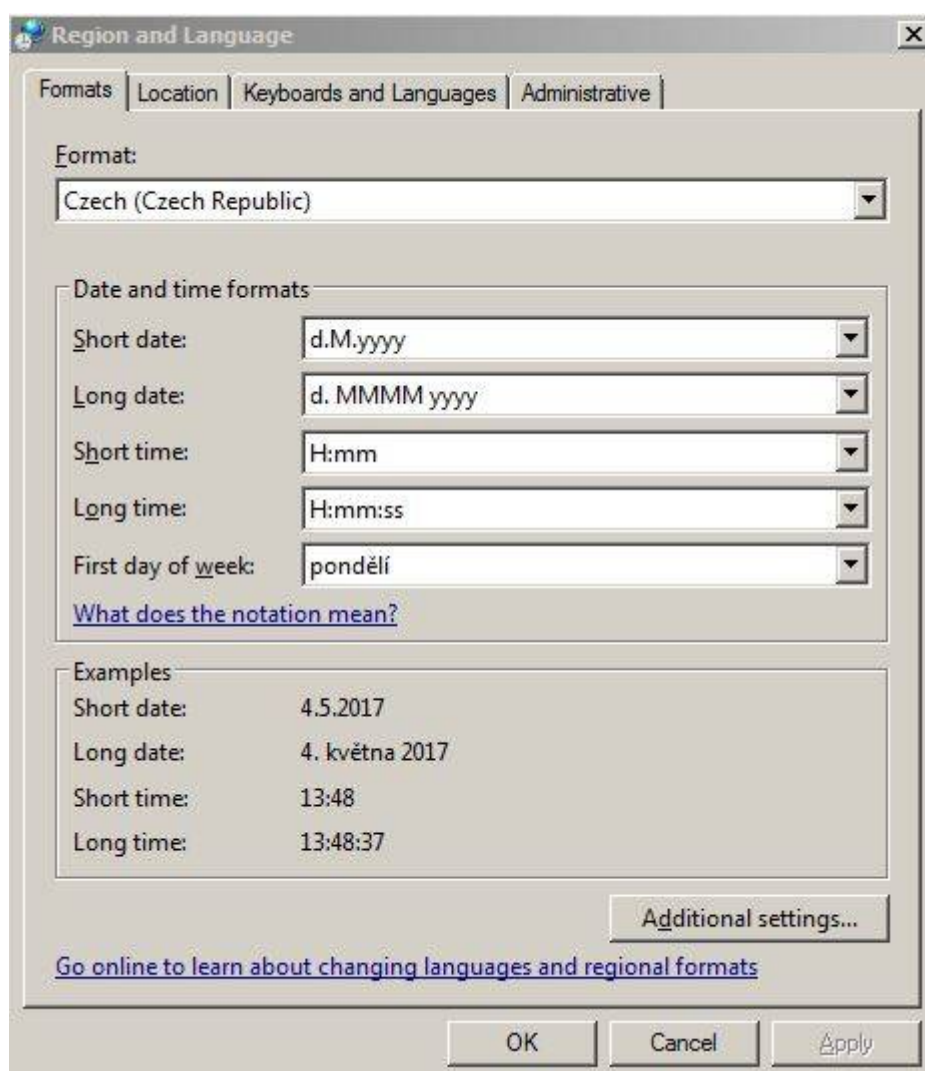 Region and Language
Formats Location Keyboards and Languages Administrative
Format:
Czech (Czech Republic)
Date and time formats
Short date: d.M.yyyy
Long date: d. MMMM yyyy
Short time: H:mm
Long time: H:mm:ss
First day of week: pondělí
What does the notation mean?
Examples
Short date: 4.5.2017
Long date: 4. května 2017
Short time: 13:48
Long time: 13:48:37
Additional settings...
Go online to learn about changing languages and regional formats
OK Cancel Apply